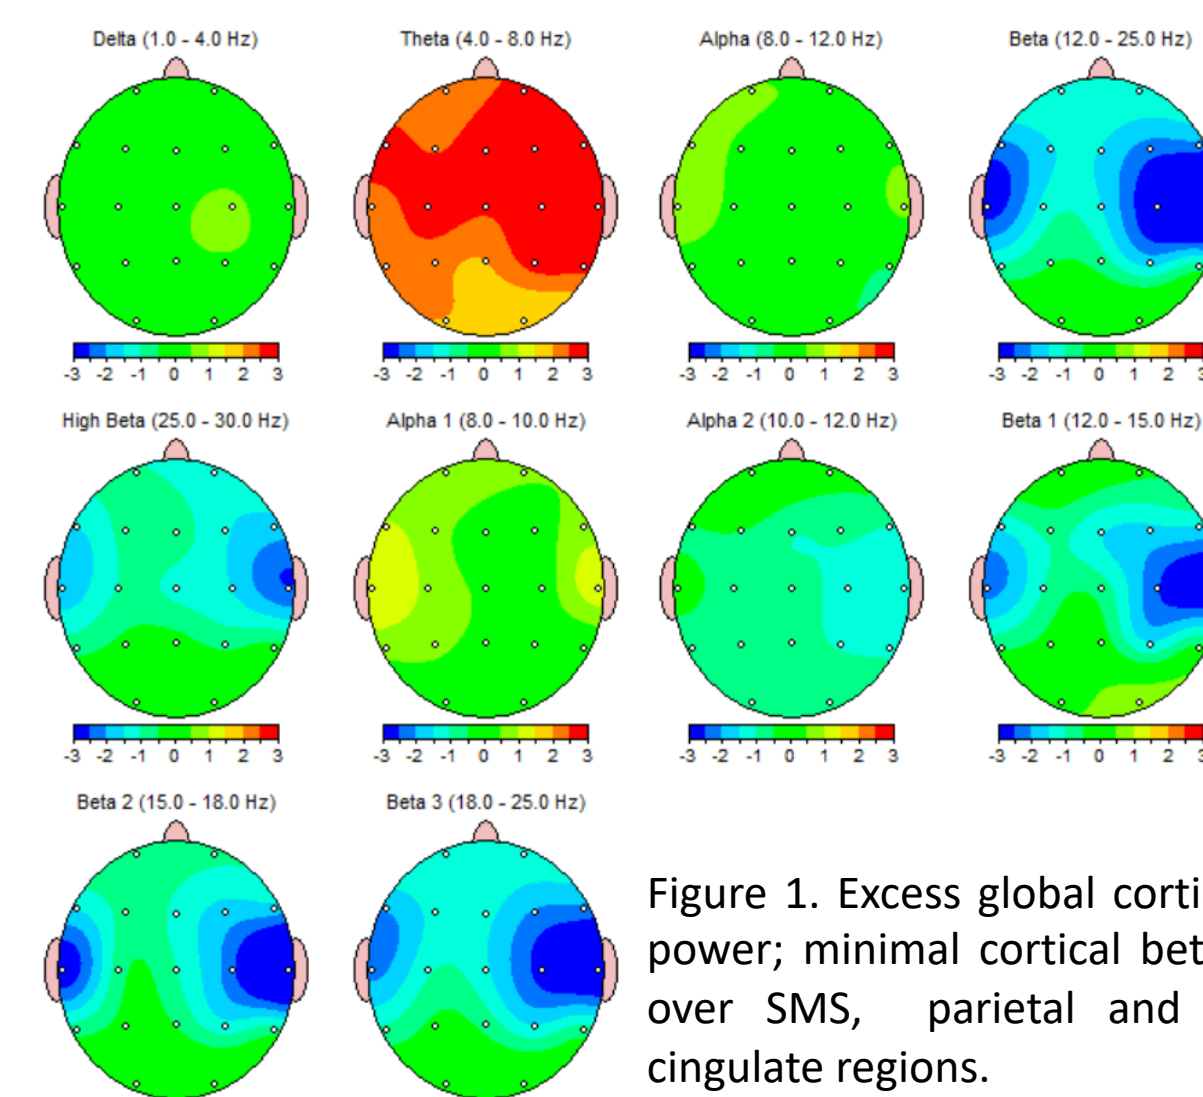 Delta (1.0 - 4.0 Hz)
Theta (4.0 - 8.0 Hz)
Alpha (8.0 - 12.0 Hz)
Beta (12.0 - 25.0 Hz)
-3 -2 -1 0 1 2 3
-3 -2 -1 0 1 2 3
-3 -2 -1 0 1 2 3
-3 -2 -1 0 1 2 3
High Beta (25.0 - 30.0 Hz)
Alpha 1 (8.0 - 10.0 Hz)
Alpha 2 (10.0 - 12.0 Hz)
Beta 1 (12.0 - 15.0 Hz)
-3 -2 -1 0 1 2 3
-3 -2 -1 0 1 2 3
-3 -2 -1 0 1 2 3
-3 -2 -1 0 1 2 3
Beta 2 (15.0 - 18.0 Hz)
Beta 3 (18.0 - 25.0 Hz)
Figure 1. Excess global
power; minimal cortical
over SMS, parietal and
cingulate regions.